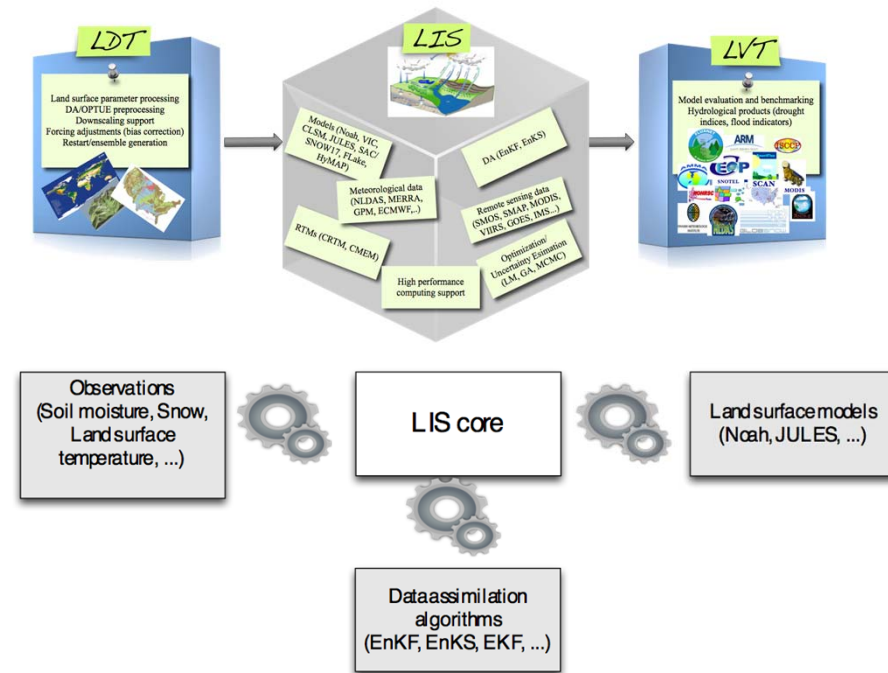 LDT
Land surface parameter processing
DA/OPTUE preprocessing
Downscaling support
Forcing adjustments (bias correction)
Restart/ensemble generation
LIS
Models (Noah, VIC,
CLSM, JULES, SAC/
SNOW17, FLake,
HyMAP)
Meteorological data
(NLDAS, MERRA,
GPM, ECMWF,..)
RTMs (CRTM, CMEM)
High performance
computing support
DA (EnKF, EnKS)
Remote sensing data
(SMOS, SMAP, MODIS,
VIIRS, GOES, IMS...)
Optimization/
Uncertainty Esimation
(LM, GA, MCMC)
LVT
Model evaluation and benchmarking
Hydrological products (drought
indices, flood indicators)
ARM
ISCCP
SNOTEL
SCAN
MODIS
Observations
(Soil moisture, Snow,
Land surface
temperature, ...)
LIS core
Land surface models
(Noah, JULES, ...)
Data assimilation
algorithms
(EnKF, EnKS, EKF, ...)